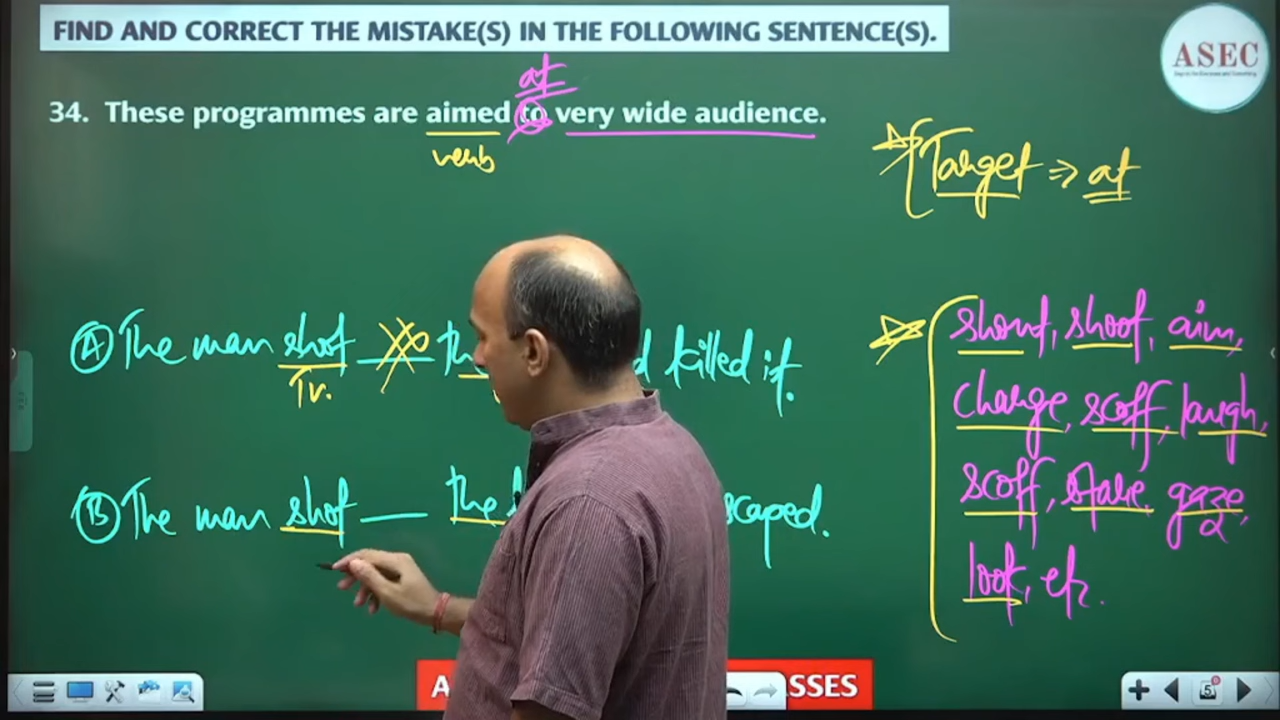 FIND AND CORRECT THE MISTAKE(S) IN THE FOLLOWING SENTENCE(S).
ASEC
at
34. These programmes are aimed to very wide audience.
verb
Target ⇒ at
(A) The man shot killed it.
Tr.
(B) The man shot — the scaped.
shout, shoot, aim,
charge, scoff, laugh,
scoff, stare, gaze,
look, etc.
5
A SSES